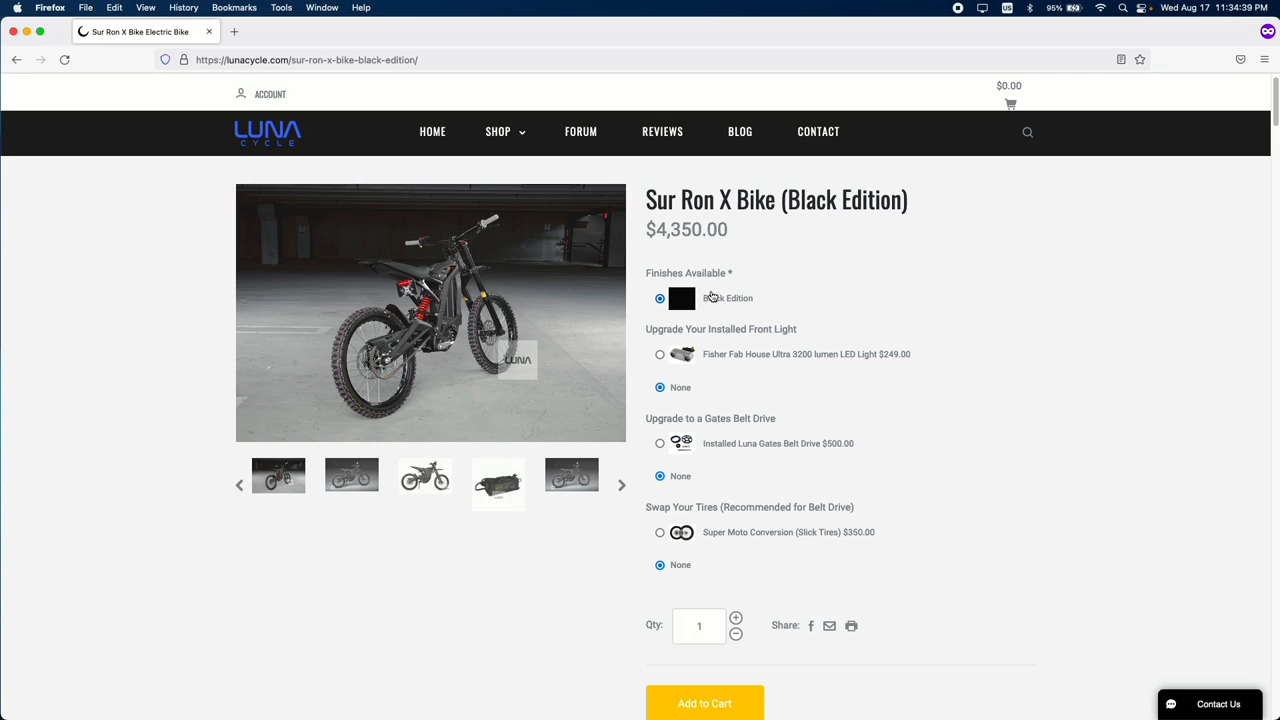 Firefox File Edit View History Bookmarks Tools Window Help
US 95% Wed Aug 17 11:34:39 PM
Sur Ron X Bike Electric Bike
https://lunacycle.com/sur-ron-x-bike-black-edition/
ACCOUNT
$0.00
LUNA
CYCLE
HOME SHOP FORUM REVIEWS BLOG CONTACT
LUNA
Sur Ron X Bike (Black Edition)
$4,350.00
Finishes Available *
Black Edition
Upgrade Your Installed Front Light
Fisher Fab House Ultra 3200 lumen LED Light $249.00
None
Upgrade to a Gates Belt Drive
Installed Luna Gates Belt Drive $500.00
None
Swap Your Tires (Recommended for Belt Drive)
Super Moto Conversion (Slick Tires) $350.00
None
Qty: 1 Share:
Add to Cart
Contact Us